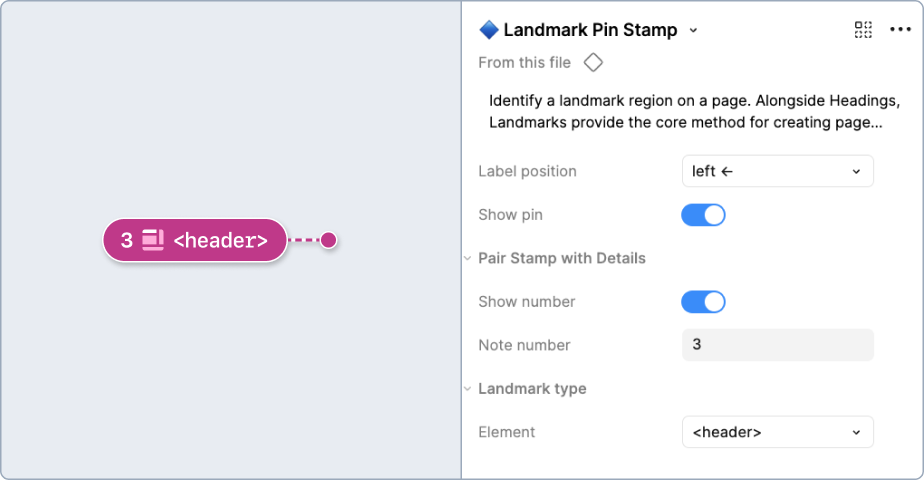 3 <header>
Landmark Pin Stamp
From this file
Identify a landmark region on a page. Alongside Headings,
Landmarks provide the core method for creating page...
Label position
left ←
Show pin
Pair Stamp with Details
Show number
Note number
3
Landmark type
Element
<header>